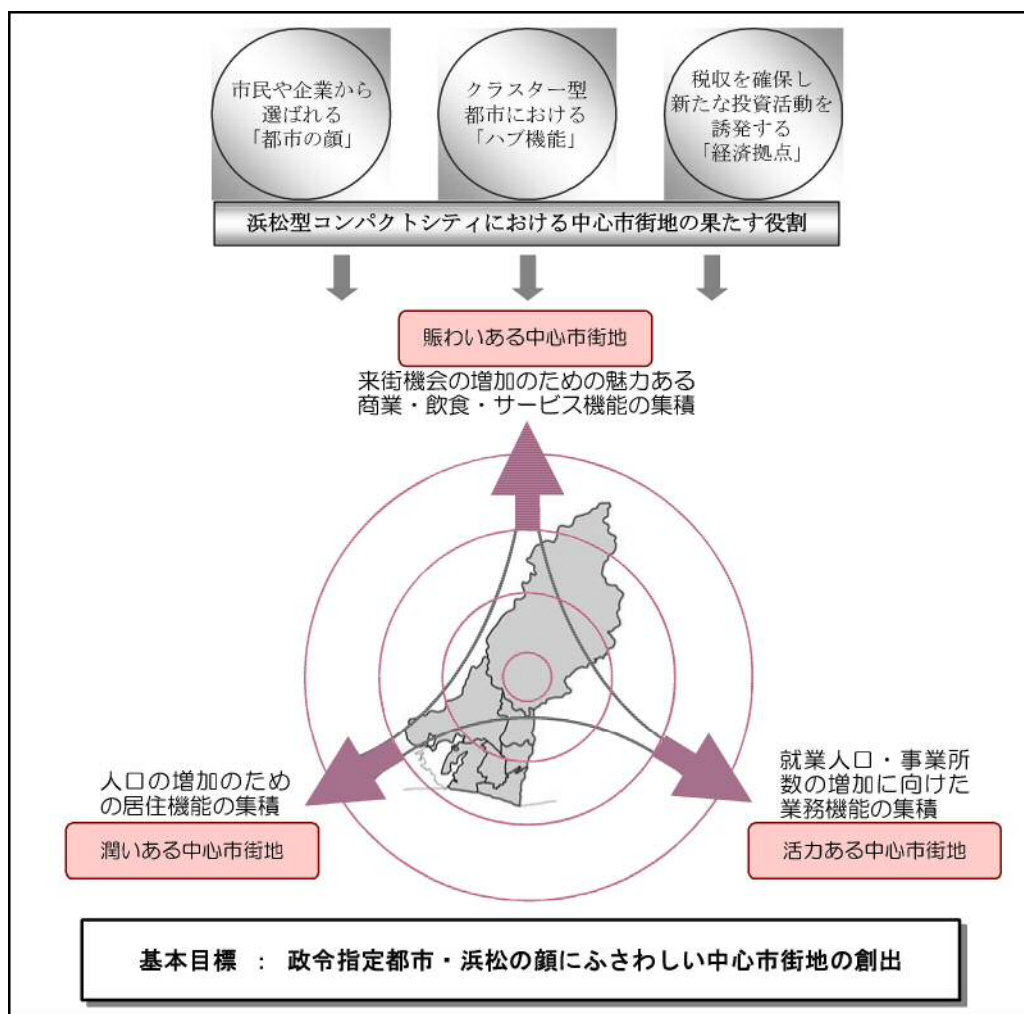 市民や企業から
選ばれる
「都市の顔」
クラスター型
都市における
「ハブ機能」
税収を確保し
新たな投資活動を
誘発する
「経済拠点」
浜松型コンパクトシティにおける中心市街地の果たす役割
賑わいある中心市街地
来街機会の増加のための魅力ある
商業・飲食・サービス機能の集積
人口の増加のため
の居住機能の集積
潤いある中心市街地
就業人口・事業所
数の増加に向けた
業務機能の集積
活力ある中心市街地
基本目標 : 政令指定都市・浜松の顔にふさわしい中心市街地の創出